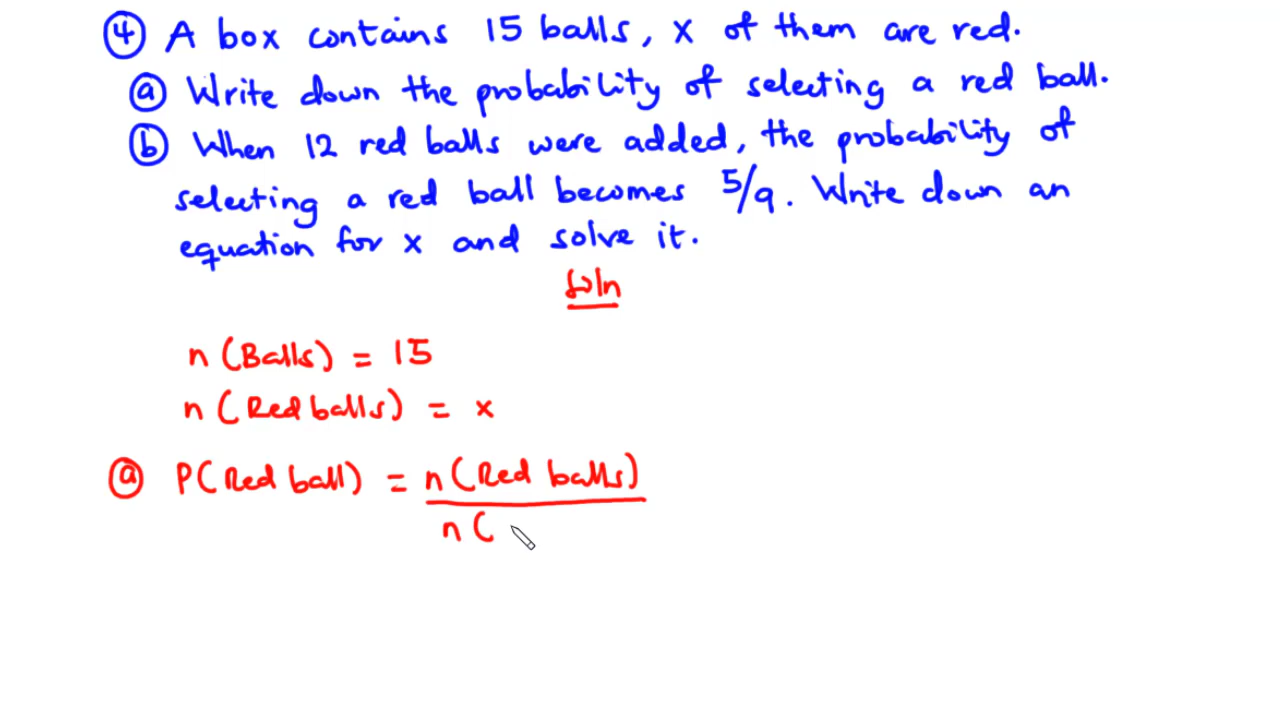 ④ A box contains 15 balls, x of them are red.
ⓐ Write down the probability of selecting a red ball.
ⓑ When 12 red balls were added, the probability of
selecting a red ball becomes 5/9. Write down an
equation for x and solve it.
Soln
n(Balls) = 15
n(Red balls) = x
ⓐ P(Red ball) = n(Red balls)
n(